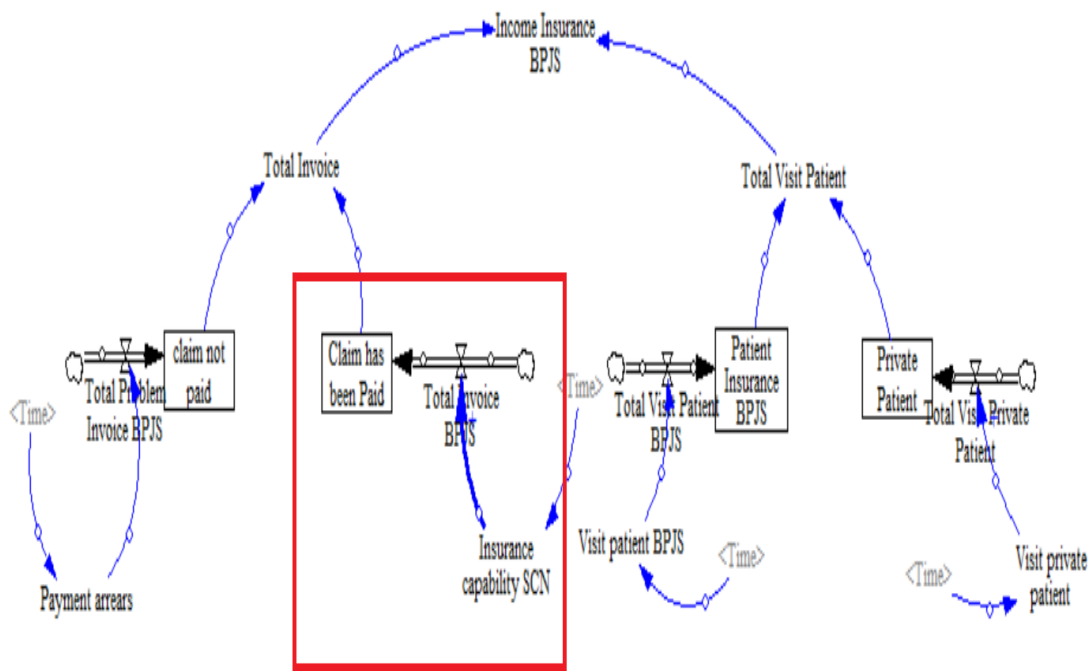 Income Insurance
BPJS
Total Invoice
Total Visit Patient
claim not
paid
Claim has
been Paid
Patient
Insurance
BPJS
Private
Patient
Total Problem
Invoice BPJS
Total Invoice
BPJS
Total Visit Patient
BPJS
Total Visit Private
Patient
<Time>
<Time>
Insurance
capability SCN
Visit patient BPJS
<Time>
<Time>
Visit private
patient
Payment arrears